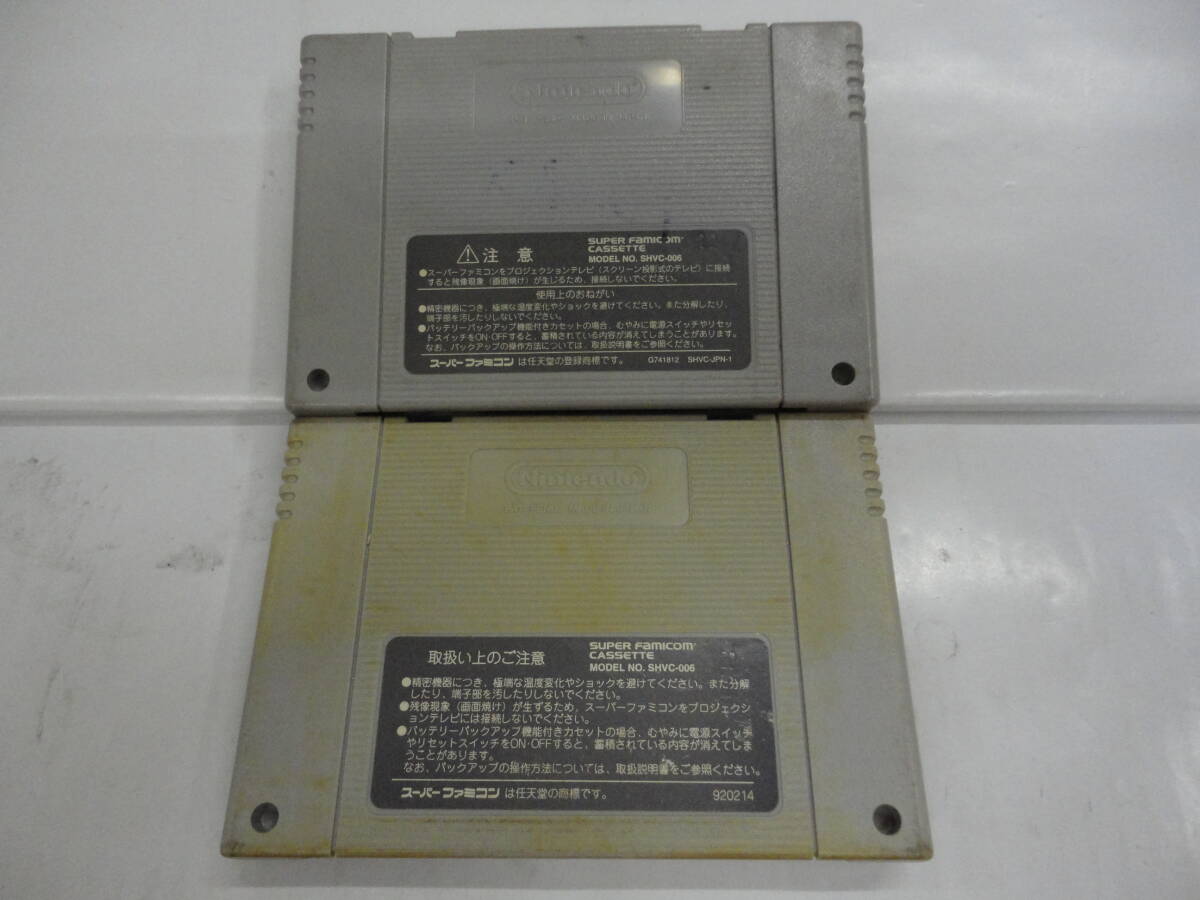 Nintendo
⚠注意
SUPER FAMICOM
CASSETTE
MODEL NO. SHVC-006
●スーパーファミコンをプロジェクションテレビ（スクリーン投影式のテレビ）に接続
すると残像現象（画面焼け）が生じるため、接続しないでください。
使用上のおねがい
●精密機器につき、極端な温度変化やショックを避けてください。また分解したり、
端子部を汚したりしないでください。
●バッテリーバックアップ機能付きカセットの場合、むやみに電源スイッチやリセッ
トスイッチをON・OFFすると、蓄積されている内容が消えてしまうことがあります。
なお、バックアップの操作方法については、取扱説明書をご参照ください。
スーパーファミコン は任天堂の登録商標です。 G741812 SHVC-JPN-1
Nintendo
取扱い上のご注意
SUPER FAMICOM
CASSETTE
MODEL NO. SHVC-006
●精密機器につき、極端な温度変化やショックを避けてください。また分解
したり、端子部を汚したりしないでください。
●残像現象（画面焼け）が生ずるため、スーパーファミコンをプロジェクシ
ョンテレビには接続しないでください。
●バッテリーバックアップ機能付きカセットの場合、むやみに電源スイッチ
やリセットスイッチをON・OFFすると、蓄積されている内容が消えてしま
うことがあります。
なお、バックアップの操作方法については、取扱説明書をご参照ください。
スーパーファミコン は任天堂の商標です。 920214